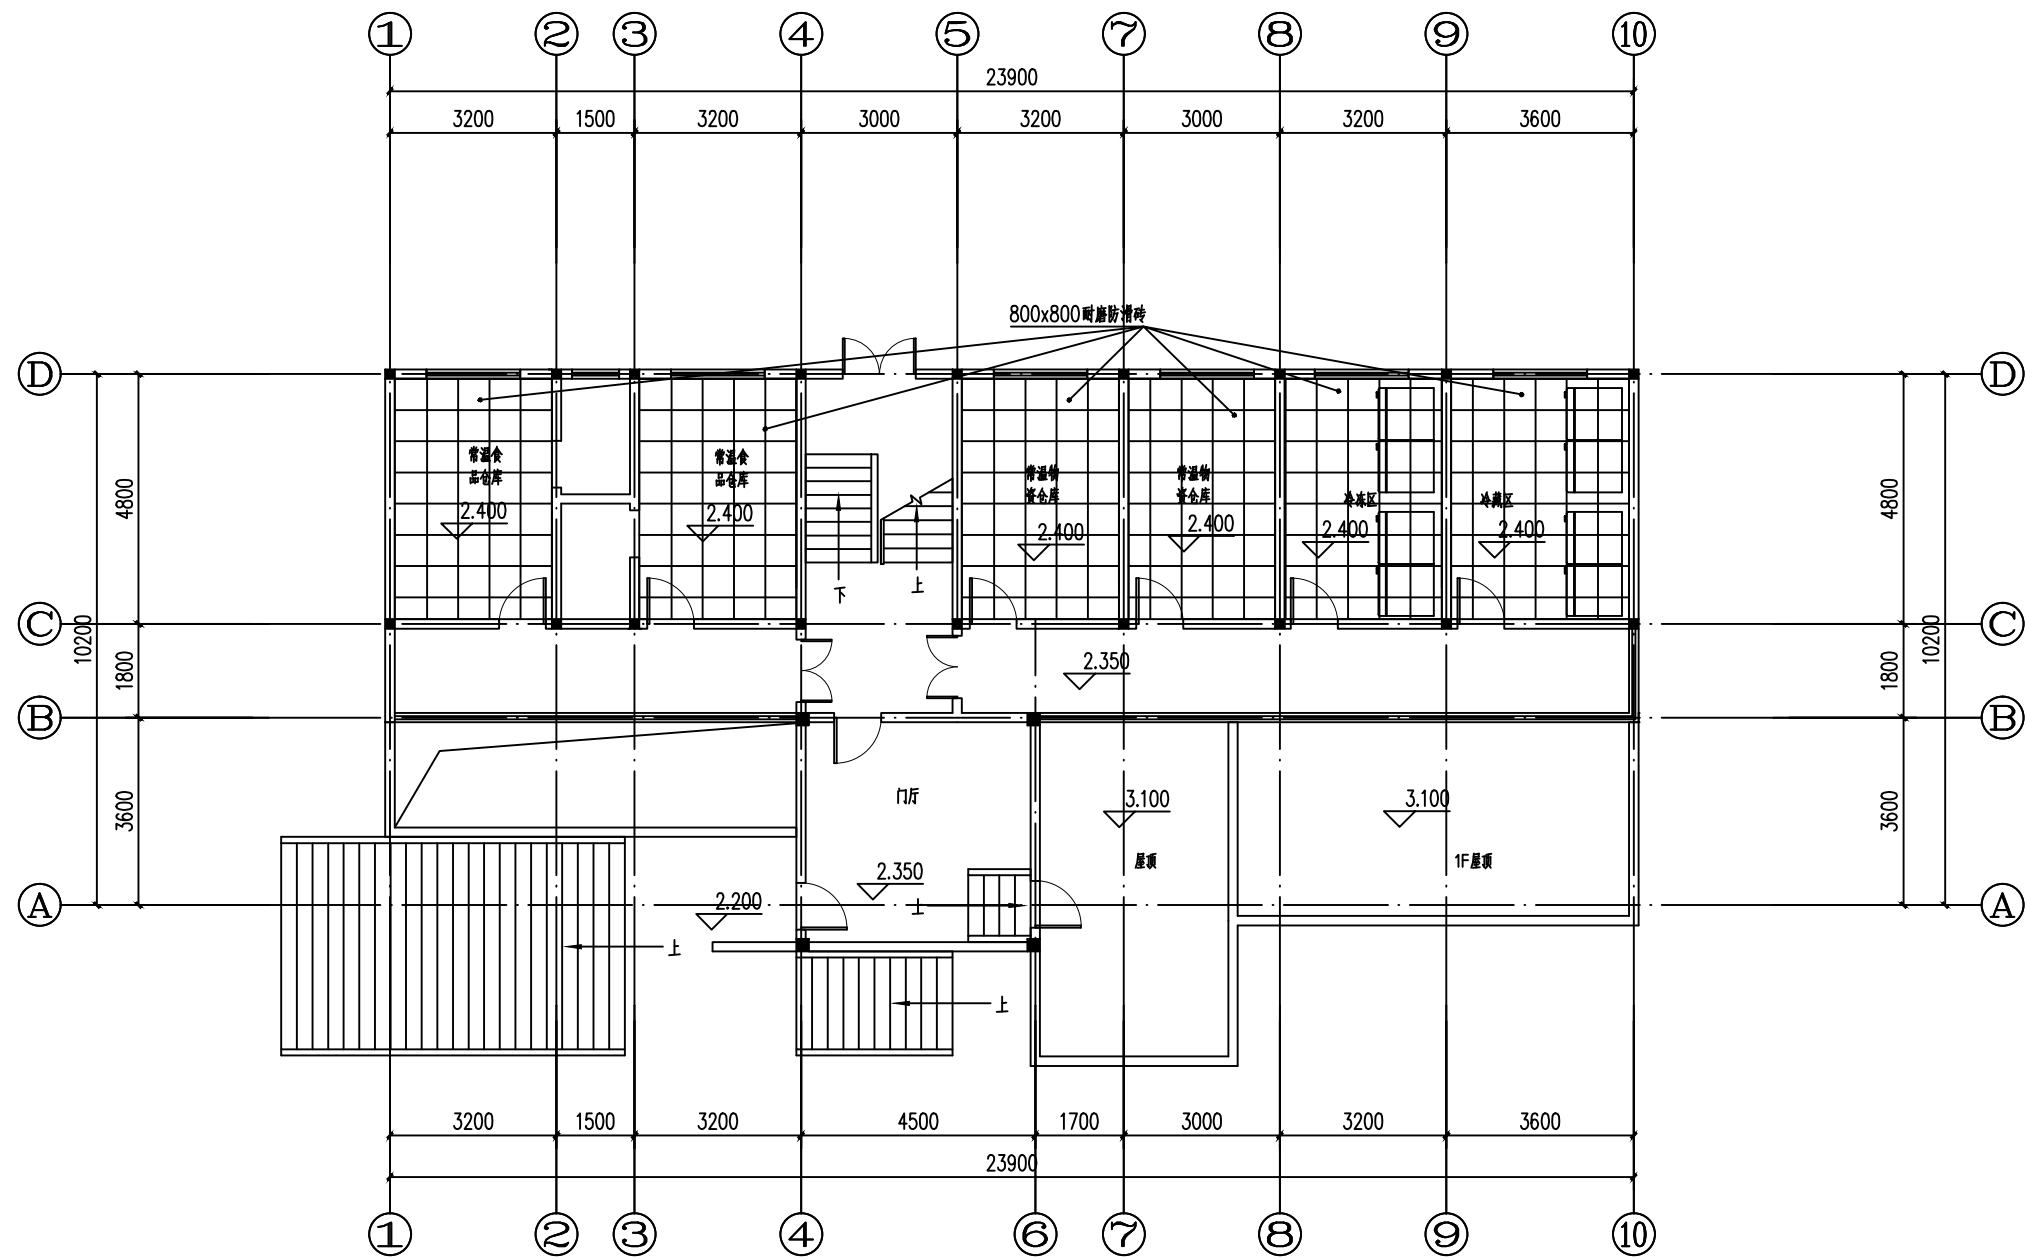 1 2 3 4 5 7 8 9 10
23900
3200 1500 3200 3000 3200 3000 3200 3600
800x800耐磨防滑砖
D D
常温食
品仓库
2.400
常温食
品仓库
2.400
常温物
资仓库
2.400
常温物
资仓库
2.400
冷冻区
2.400
冷藏区
2.400
4800 4800
下 上
C C
10200 1800 1800 10200
2.350
B B
3600 3600
门厅
3.100
3.100
屋顶
1F屋顶
2.350
2.200
上
A A
上
上
3200 1500 3200 4500 1700 3000 3200 3600
23900
1 2 3 4 6 7 8 9 10